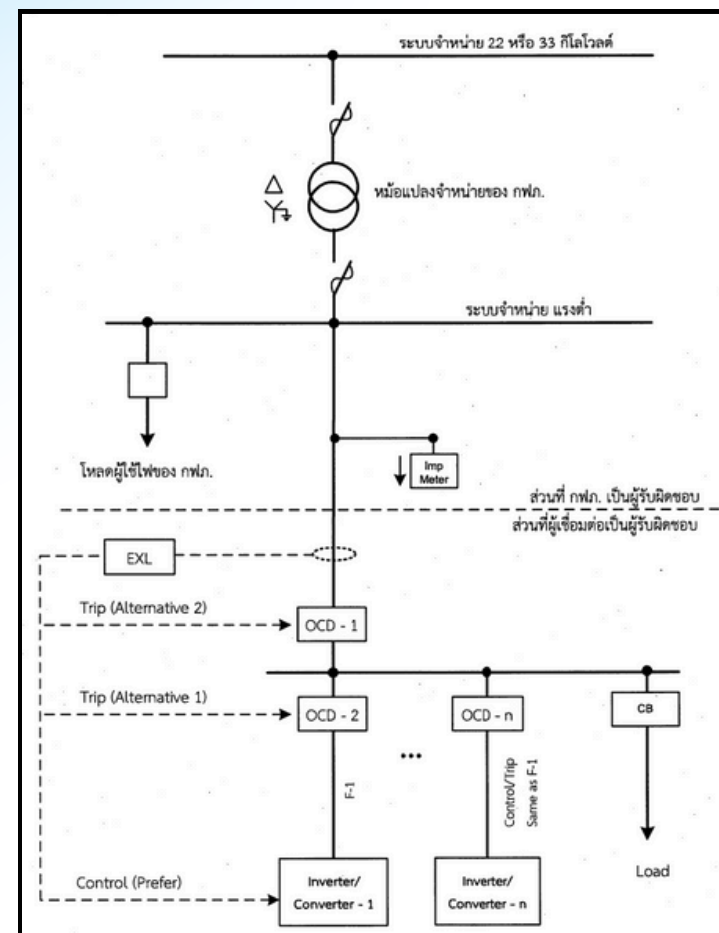 ระบบจำหน่าย 22 หรือ 33 กิโลโวลต์
หม้อแปลงจำหน่ายของ กฟภ.
ระบบจำหน่าย แรงต่ำ
โหลดผู้ใช้ไฟของ กฟภ.
Imp
Meter
ส่วนที่ กฟภ. เป็นผู้รับผิดชอบ
ส่วนที่ผู้เชื่อมต่อเป็นผู้รับผิดชอบ
EXL
Trip (Alternative 2)
OCD - 1
Trip (Alternative 1)
OCD - 2
OCD - n
CB
F-1
...
Control/Trip
Same as F-1
Load
Control (Prefer)
Inverter/
Converter - 1
Inverter/
Converter - n